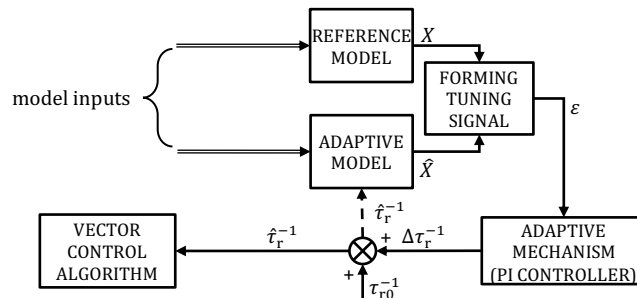 REFERENCE
MODEL
X
FORMING
TUNING
SIGNAL
model inputs
ε
ADAPTIVE
MODEL
X̂
τ̂ᵣ⁻¹
VECTOR
CONTROL
ALGORITHM
τ̂ᵣ⁻¹
+ Δτᵣ⁻¹
ADAPTIVE
MECHANISM
(PI CONTROLLER)
+
τᵣ₀⁻¹